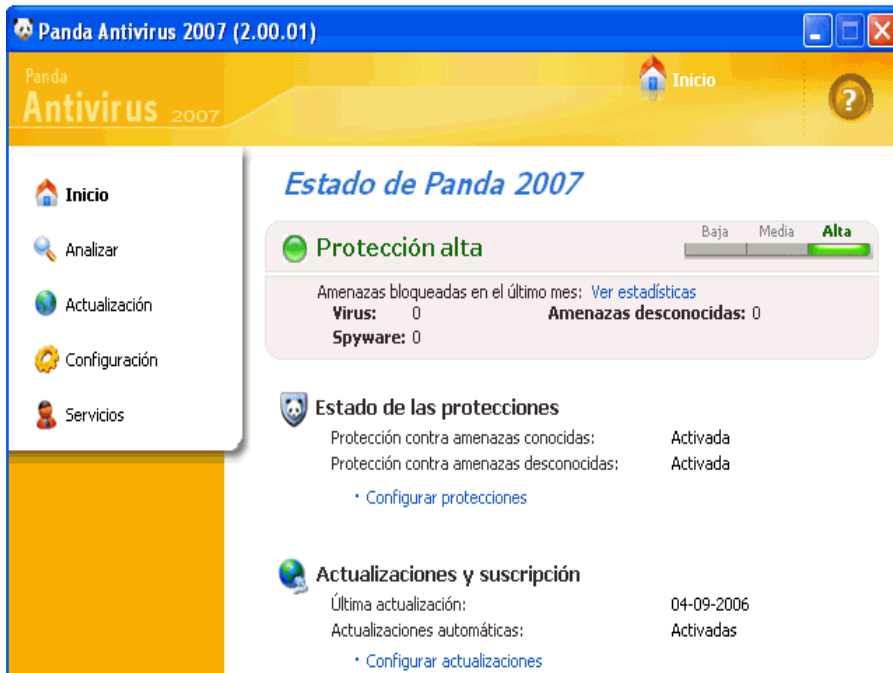 Panda Antivirus 2007 (2.00.01)
Panda
Antivirus 2007
Inicio
?
Inicio
Analizar
Actualización
Configuración
Servicios
Estado de Panda 2007
Protección alta
Baja Media Alta
Amenazas bloqueadas en el último mes: Ver estadísticas
Virus: 0 Amenazas desconocidas: 0
Spyware: 0
Estado de las protecciones
Protección contra amenazas conocidas: Activada
Protección contra amenazas desconocidas: Activada
· Configurar protecciones
Actualizaciones y suscripción
Última actualización: 04-09-2006
Actualizaciones automáticas: Activadas
· Configurar actualizaciones